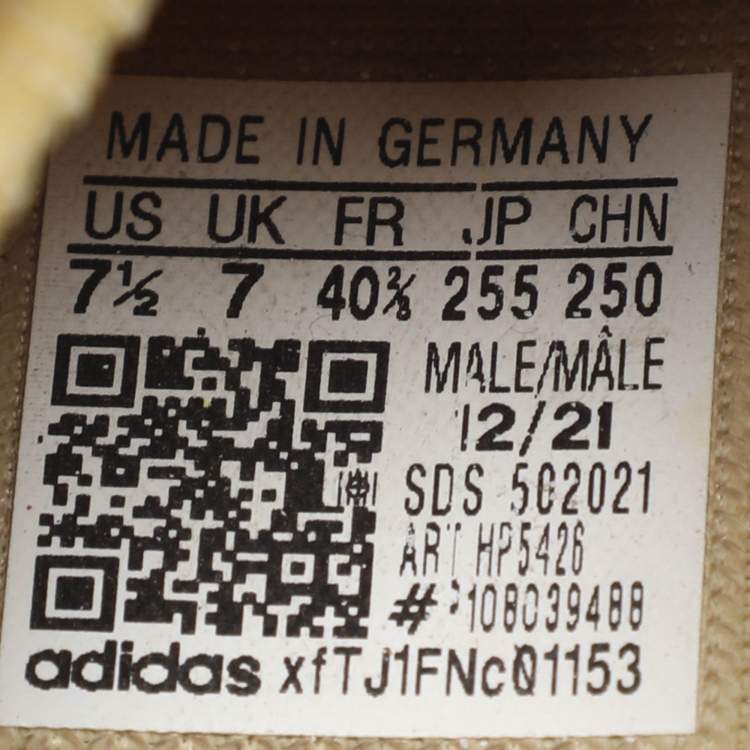 MADE IN GERMANY
US UK FR JP CHN
7½ 7 40⅔ 255 250
MALE/MÂLE
12/21
SDS 502021
ART HP5426
#
adidas xfTJ1FNcQ1153